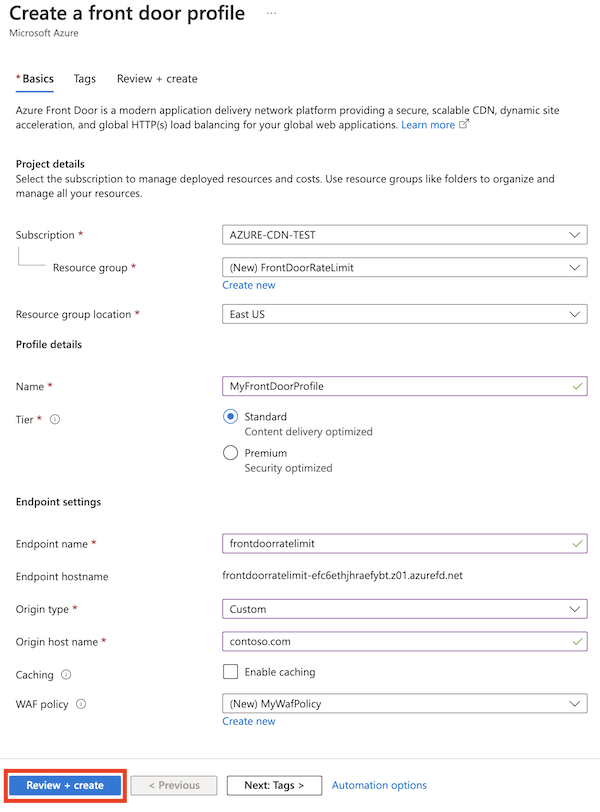 Create a front door profile ...
Microsoft Azure
* Basics Tags Review + create
Azure Front Door is a modern application delivery network platform providing a secure, scalable CDN, dynamic site
acceleration, and global HTTP(s) load balancing for your global web applications. Learn more
Project details
Select the subscription to manage deployed resources and costs. Use resource groups like folders to organize and
manage all your resources.
Subscription * AZURE-CDN-TEST
Resource group * (New) FrontDoorRateLimit
Create new
Resource group location * East US
Profile details
Name * MyFrontDoorProfile
Tier * Standard
Content delivery optimized
Premium
Security optimized
Endpoint settings
Endpoint name * frontdoorratelimit
Endpoint hostname frontdoorratelimit-efc6ethjhraefybt.z01.azurefd.net
Origin type * Custom
Origin host name * contoso.com
Caching Enable caching
WAF policy (New) MyWafPolicy
Create new
Review + create < Previous Next: Tags > Automation options